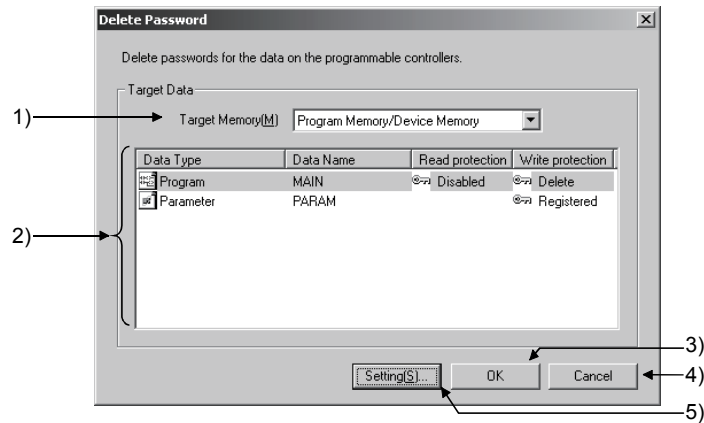 Delete Password
Delete passwords for the data on the programmable controllers.
Target Data
1)
Target Memory(M) Program Memory/Device Memory
Data Type Data Name Read protection Write protection
Program MAIN Disabled Delete
Parameter PARAM Registered
2)
3)
Setting(S)... OK Cancel 4)
5)